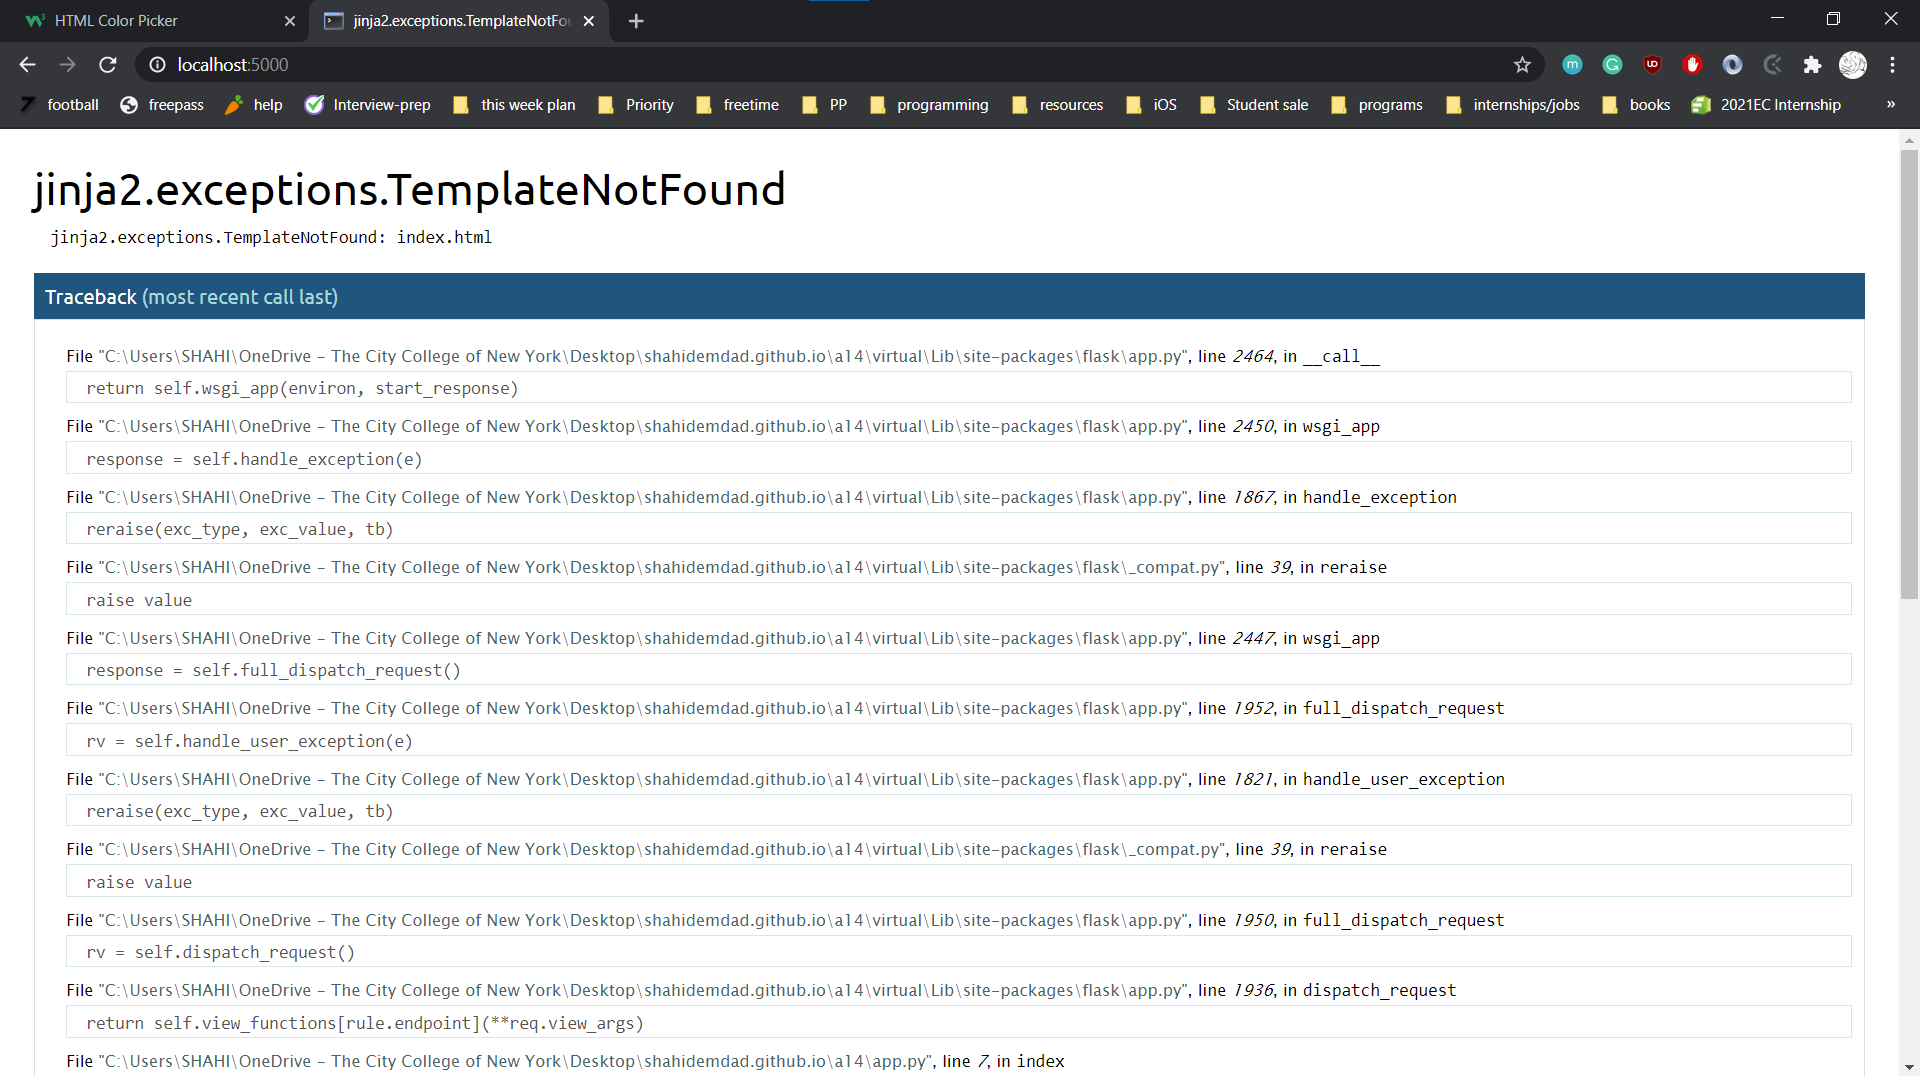 HTML Color Picker
jinja2.exceptions.TemplateNotFou
localhost:5000
football freepass help Interview-prep this week plan Priority freetime PP programming resources iOS Student sale programs internships/jobs books 2021EC Internship »
jinja2.exceptions.TemplateNotFound
jinja2.exceptions.TemplateNotFound: index.html
Traceback (most recent call last)
File "C:\Users\SHAHI\OneDrive - The City College of New York\Desktop\shahidemdad.github.io\a14\virtual\Lib\site-packages\flask\app.py", line 2464, in __call__
return self.wsgi_app(environ, start_response)
File "C:\Users\SHAHI\OneDrive - The City College of New York\Desktop\shahidemdad.github.io\a14\virtual\Lib\site-packages\flask\app.py", line 2450, in wsgi_app
response = self.handle_exception(e)
File "C:\Users\SHAHI\OneDrive - The City College of New York\Desktop\shahidemdad.github.io\a14\virtual\Lib\site-packages\flask\app.py", line 1867, in handle_exception
reraise(exc_type, exc_value, tb)
File "C:\Users\SHAHI\OneDrive - The City College of New York\Desktop\shahidemdad.github.io\a14\virtual\Lib\site-packages\flask\_compat.py", line 39, in reraise
raise value
File "C:\Users\SHAHI\OneDrive - The City College of New York\Desktop\shahidemdad.github.io\a14\virtual\Lib\site-packages\flask\app.py", line 2447, in wsgi_app
response = self.full_dispatch_request()
File "C:\Users\SHAHI\OneDrive - The City College of New York\Desktop\shahidemdad.github.io\a14\virtual\Lib\site-packages\flask\app.py", line 1952, in full_dispatch_request
rv = self.handle_user_exception(e)
File "C:\Users\SHAHI\OneDrive - The City College of New York\Desktop\shahidemdad.github.io\a14\virtual\Lib\site-packages\flask\app.py", line 1821, in handle_user_exception
reraise(exc_type, exc_value, tb)
File "C:\Users\SHAHI\OneDrive - The City College of New York\Desktop\shahidemdad.github.io\a14\virtual\Lib\site-packages\flask\_compat.py", line 39, in reraise
raise value
File "C:\Users\SHAHI\OneDrive - The City College of New York\Desktop\shahidemdad.github.io\a14\virtual\Lib\site-packages\flask\app.py", line 1950, in full_dispatch_request
rv = self.dispatch_request()
File "C:\Users\SHAHI\OneDrive - The City College of New York\Desktop\shahidemdad.github.io\a14\virtual\Lib\site-packages\flask\app.py", line 1936, in dispatch_request
return self.view_functions[rule.endpoint](**req.view_args)
File "C:\Users\SHAHI\OneDrive - The City College of New York\Desktop\shahidemdad.github.io\a14\app.py", line 7, in index